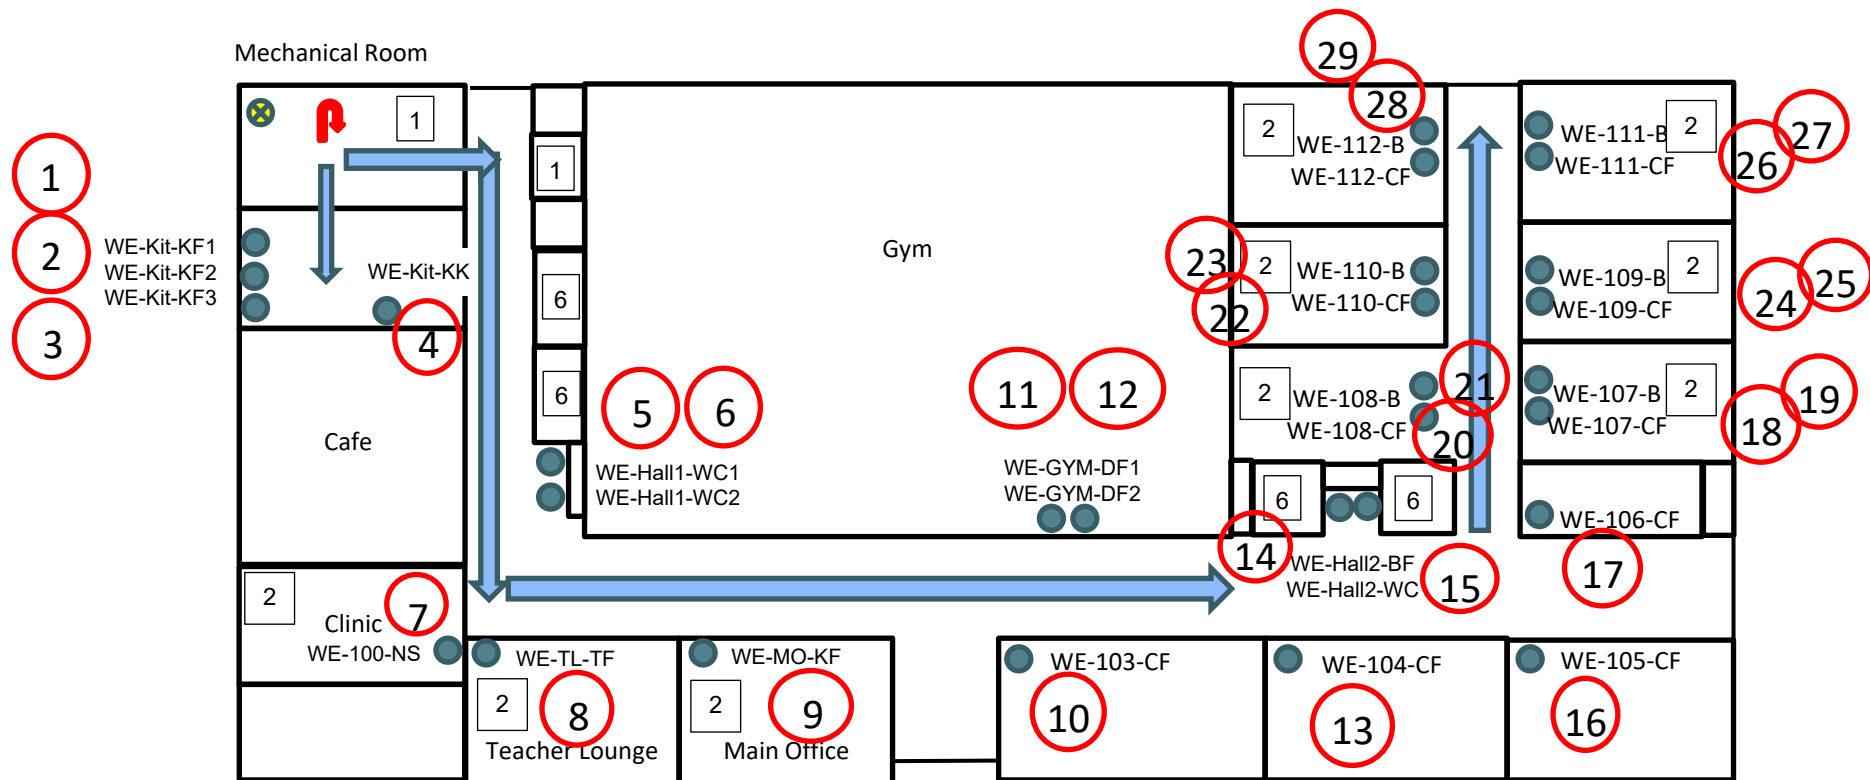 Mechanical Room
29
28
1
1
2
WE-112-B
WE-112-CF
WE-111-B
2
WE-111-CF
27
26
1
2
3
WE-Kit-KF1
WE-Kit-KF2
WE-Kit-KF3
WE-Kit-KK
4
6
Gym
23
22
2
WE-110-B
WE-110-CF
WE-109-B
2
WE-109-CF
24
25
6
5
6
11
12
2
WE-108-B
WE-108-CF
21
20
WE-107-B
2
WE-107-CF
18
19
Cafe
WE-Hall1-WC1
WE-Hall1-WC2
WE-GYM-DF1
WE-GYM-DF2
6
6
WE-106-CF
14
WE-Hall2-BF
WE-Hall2-WC
15
17
2
7
Clinic
WE-100-NS
WE-TL-TF
2
8
Teacher Lounge
WE-MO-KF
2
9
Main Office
WE-103-CF
10
WE-104-CF
13
WE-105-CF
16